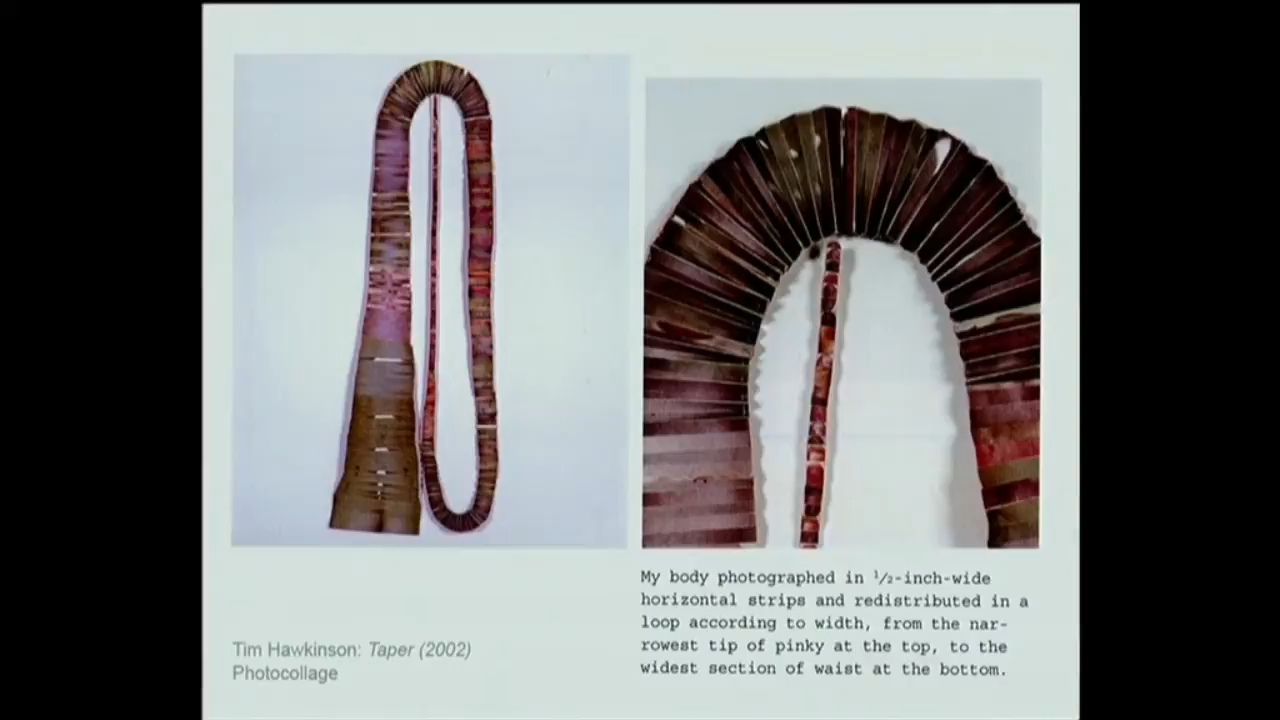 My body photographed in ½-inch-wide
horizontal strips and redistributed in a
loop according to width, from the nar-
rowest tip of pinky at the top, to the
widest section of waist at the bottom.
Tim Hawkinson: Taper (2002)
Photocollage